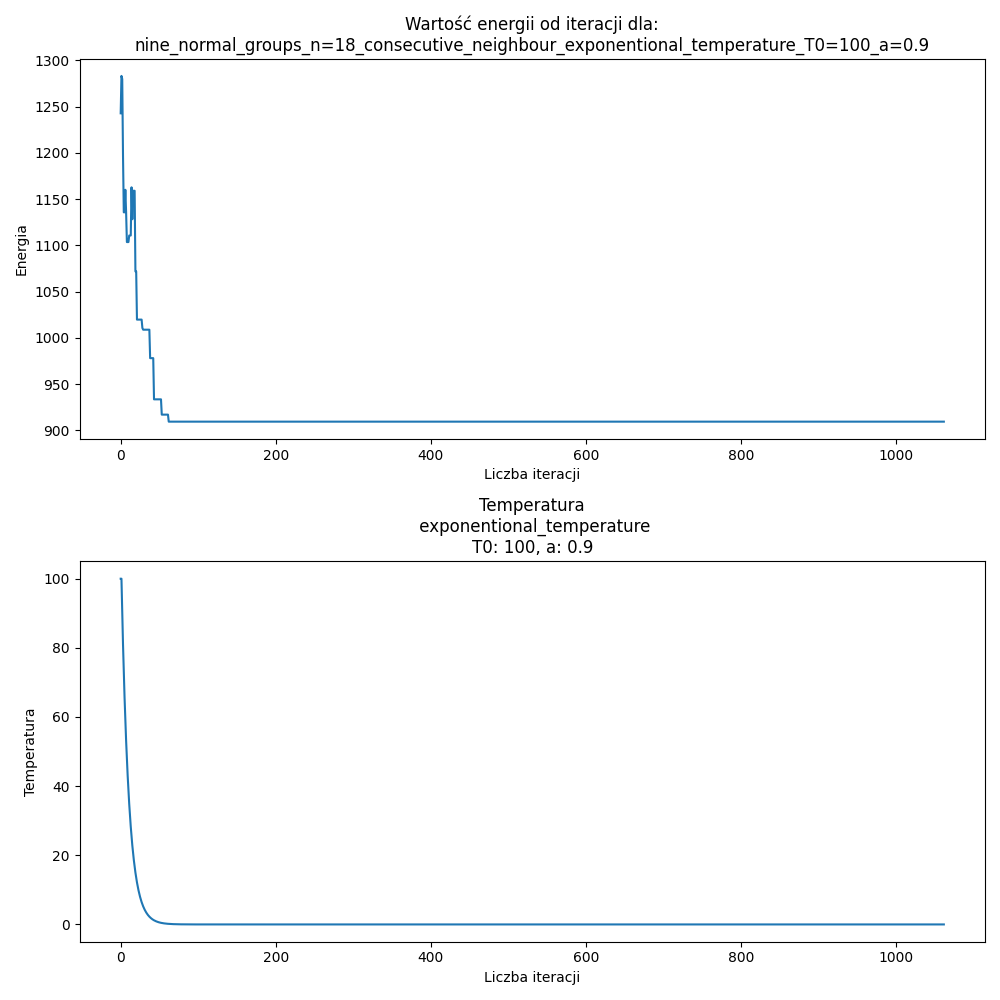 Wartość energii od iteracji dla:
nine_normal_groups_n=18_consecutive_neighbour_exponentional_temperature_T0=100_a=0.9
1300
1250
1200
1150
1100
1050
1000
950
900
Energia
0 200 400 600 800 1000
Liczba iteracji
Temperatura
exponentional_temperature
T0: 100, a: 0.9
100
80
60
40
20
0
Temperatura
0 200 400 600 800 1000
Liczba iteracji